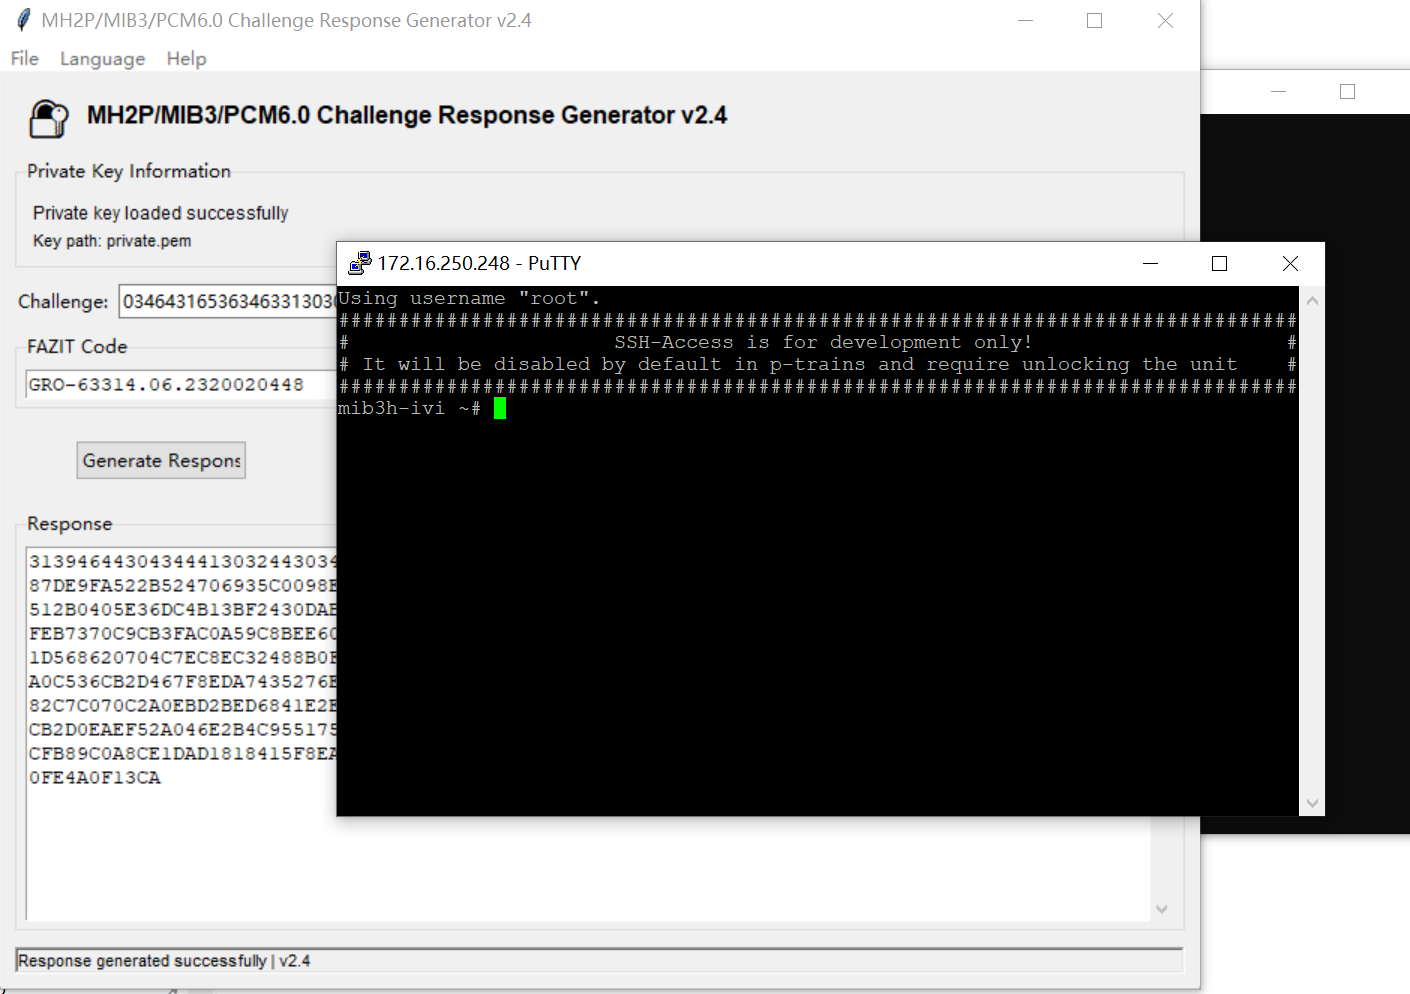 MH2P/MIB3/PCM6.0 Challenge Response Generator v2.4
File Language Help
MH2P/MIB3/PCM6.0 Challenge Response Generator v2.4
Private Key Information
Private key loaded successfully
Key path: private.pem
Challenge: 034643165363463313030
FAZIT Code
GRO-63314.06.2320020448
Generate Respons
Response
31394644304344413032443034
87DE9FA522B524706935C0098E
512B0405E36DC4B13BF2430DAE
FEB7370C9CB3FAC0A59C8BEE60
1D568620704C7EC8EC32488B0F
A0C536CB2D467F8EDA7435276E
82C7C070C2A0EBD2BED6841E2E
CB2D0EAEF52A046E2B4C955175
CFB89C0A8CE1DAD1818415F8EA
0FE4A0F13CA
Response generated successfully | v2.4
172.16.250.248 - PuTTY
Using username "root".
################################################################################
# SSH-Access is for development only! #
# It will be disabled by default in p-trains and require unlocking the unit #
################################################################################
mib3h-ivi ~#